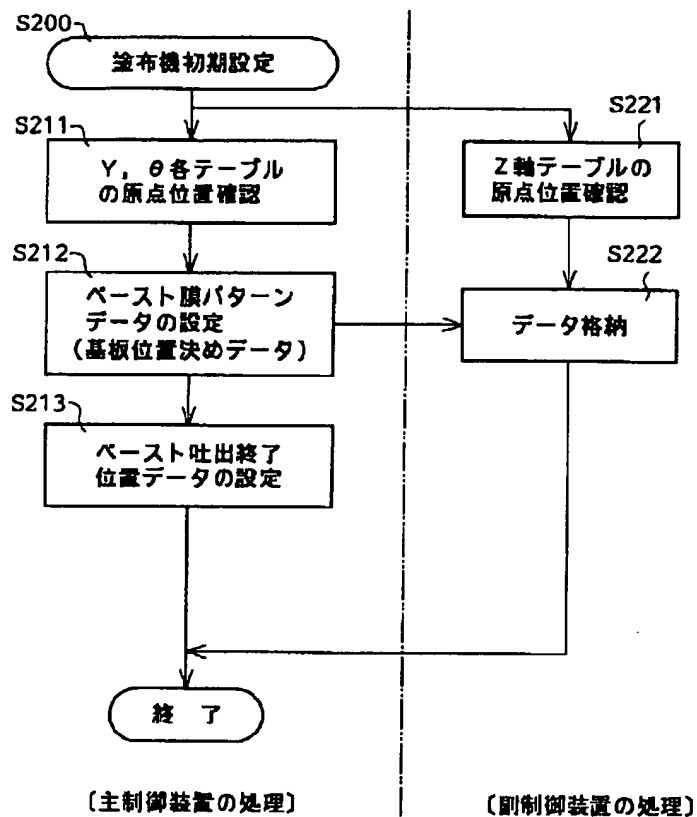 S200
塗布機初期設定
S211
Y，θ各テーブル
の原点位置確認
S221
Z軸テーブルの
原点位置確認
S212
ペースト膜パターン
データの設定
（基板位置決めデータ）
S222
データ格納
S213
ペースト吐出終了
位置データの設定
終 了
〔主制御装置の処理〕
〔副制御装置の処理〕